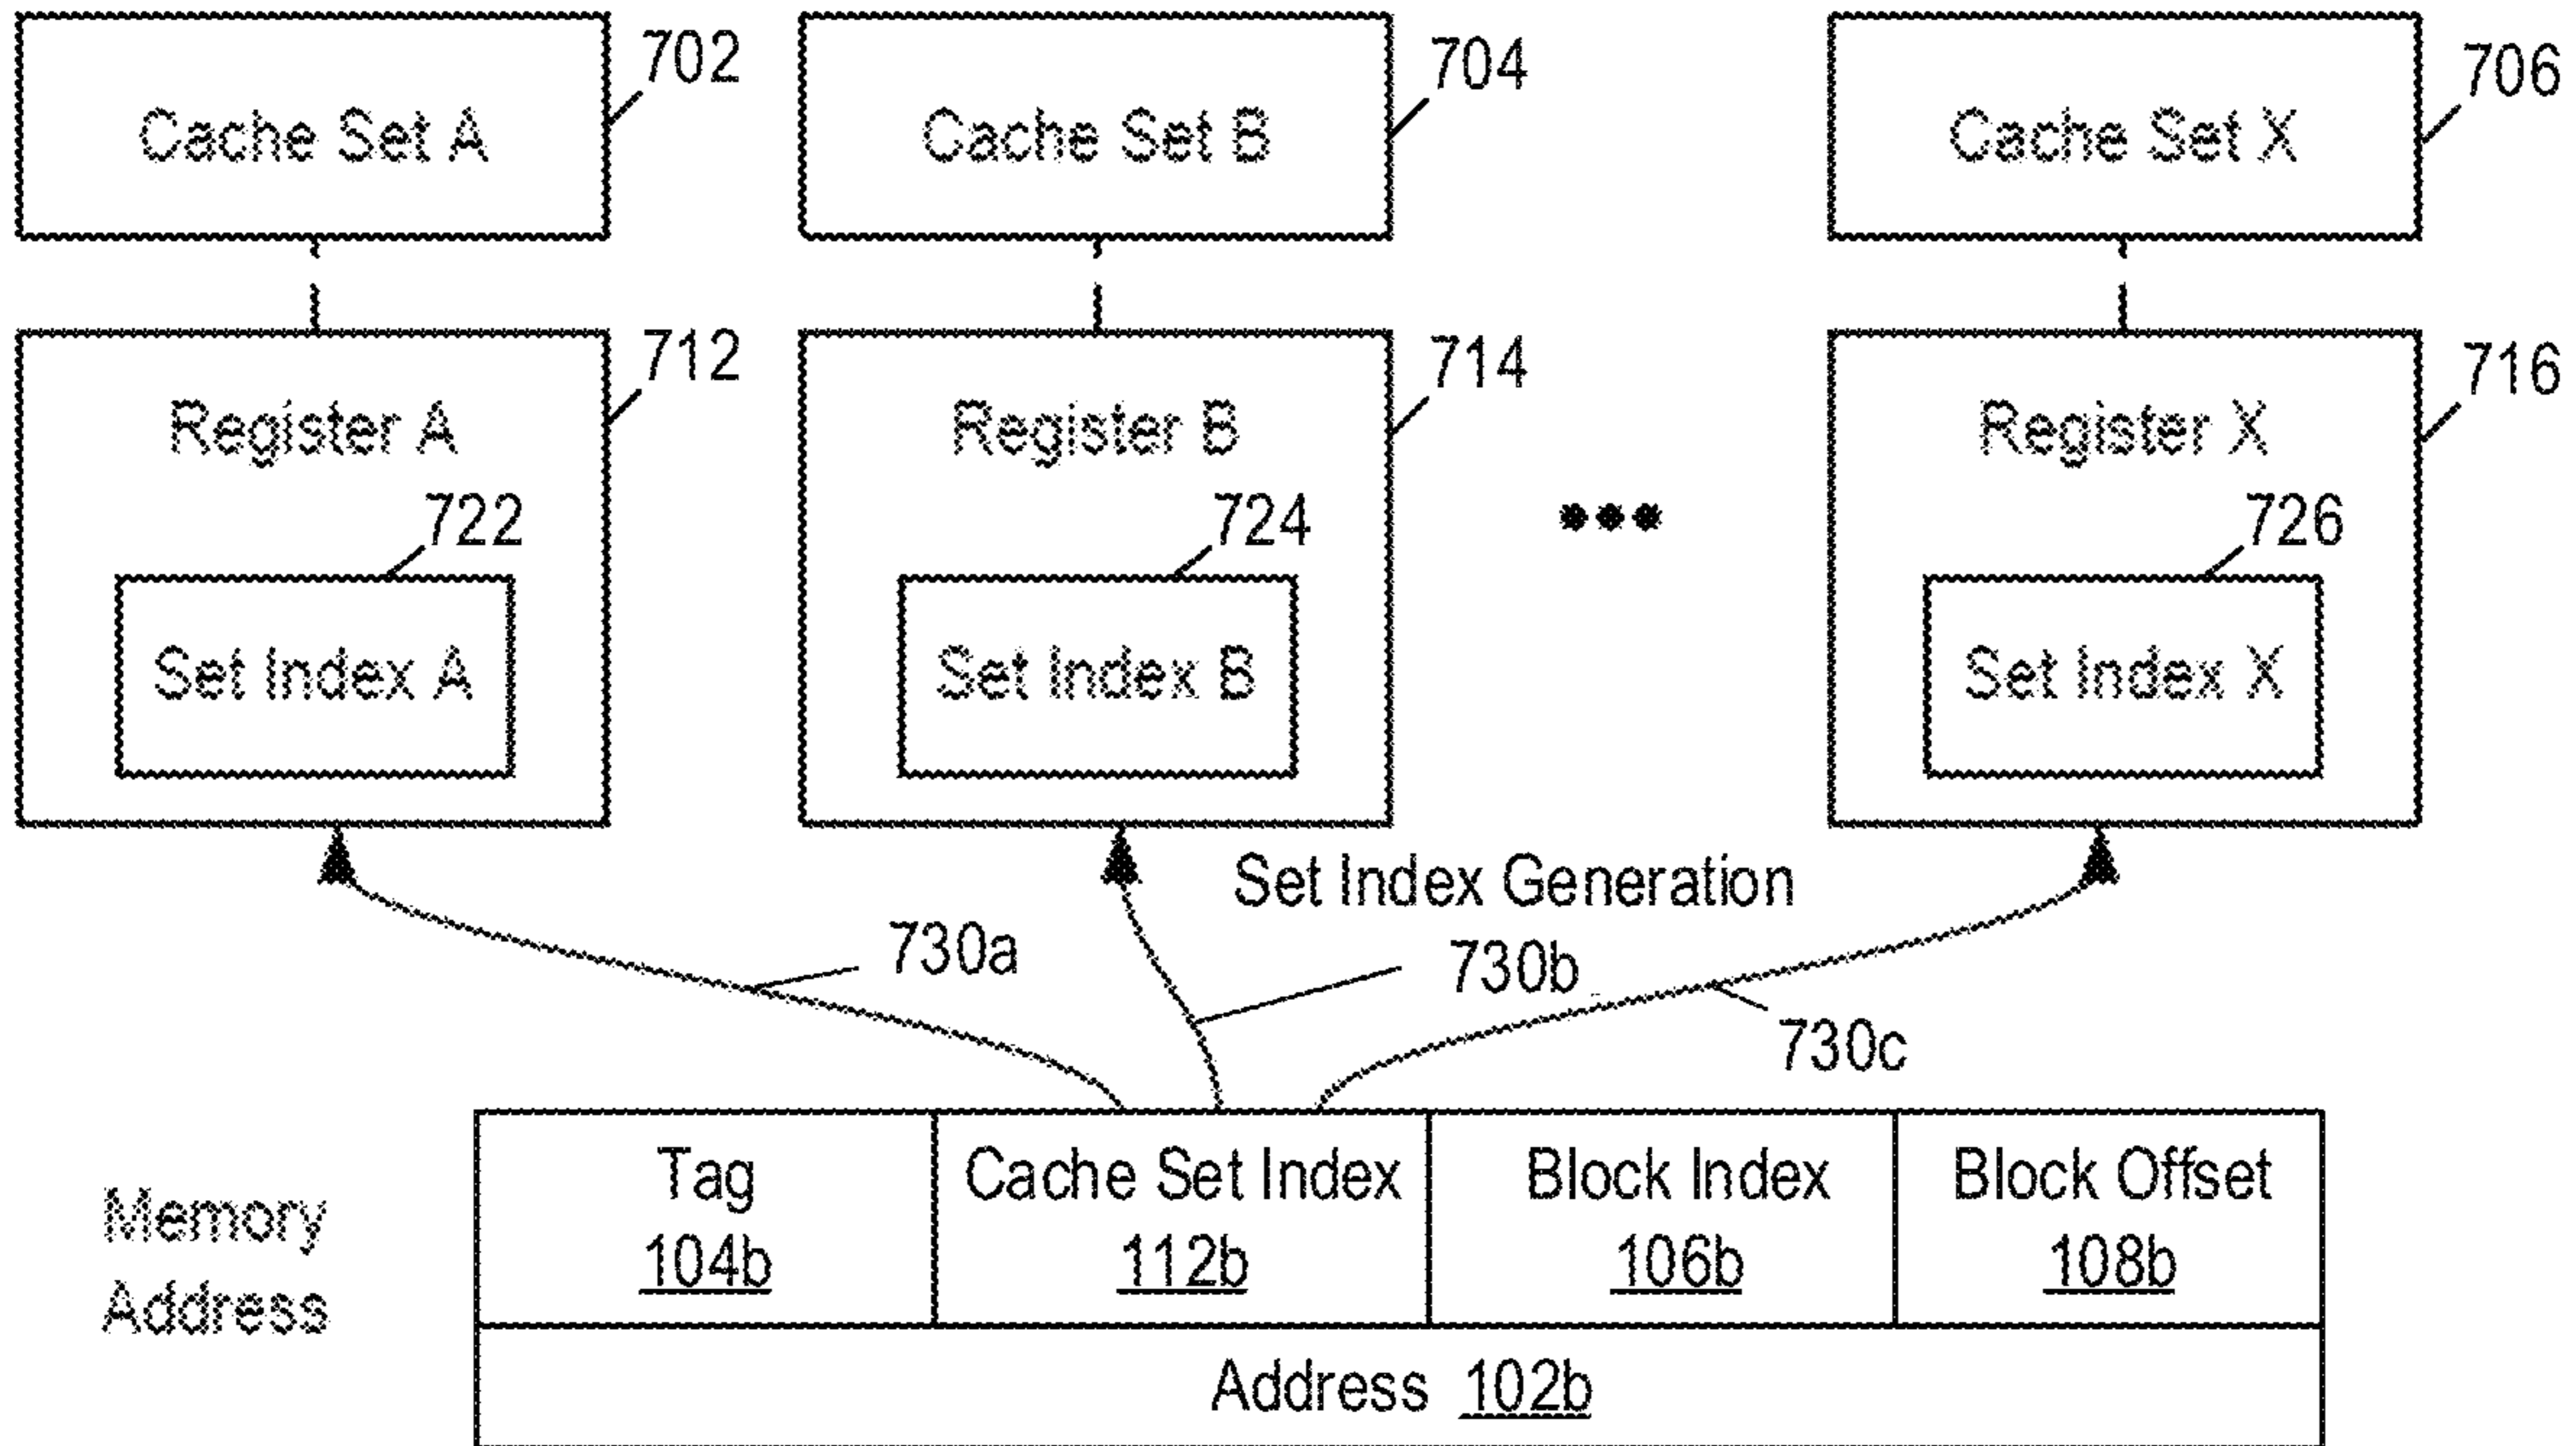 702
704
706
Cache Set A
Cache Set B
Cache Set X
712
714
716
Register A
Register B
Register X
722
724
726
Set Index A
Set Index B
Set Index X
Set Index Generation
730a
730b
730c
Memory
Address
Tag
104b
Cache Set Index
112b
Block Index
106b
Block Offset
108b
Address 102b